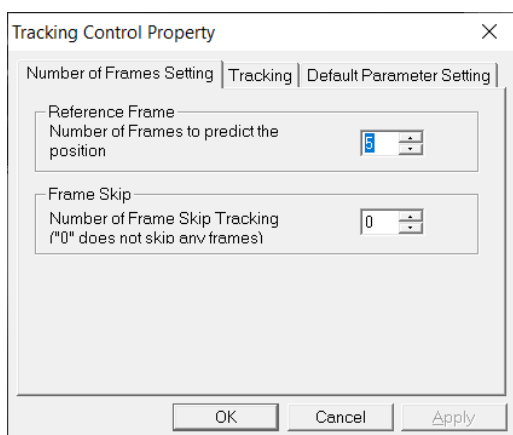 Tracking Control Property
Number of Frames Setting Tracking Default Parameter Setting
Reference Frame
Number of Frames to predict the
position
5
Frame Skip
Number of Frame Skip Tracking
("0" does not skip any frames)
0
OK Cancel Apply